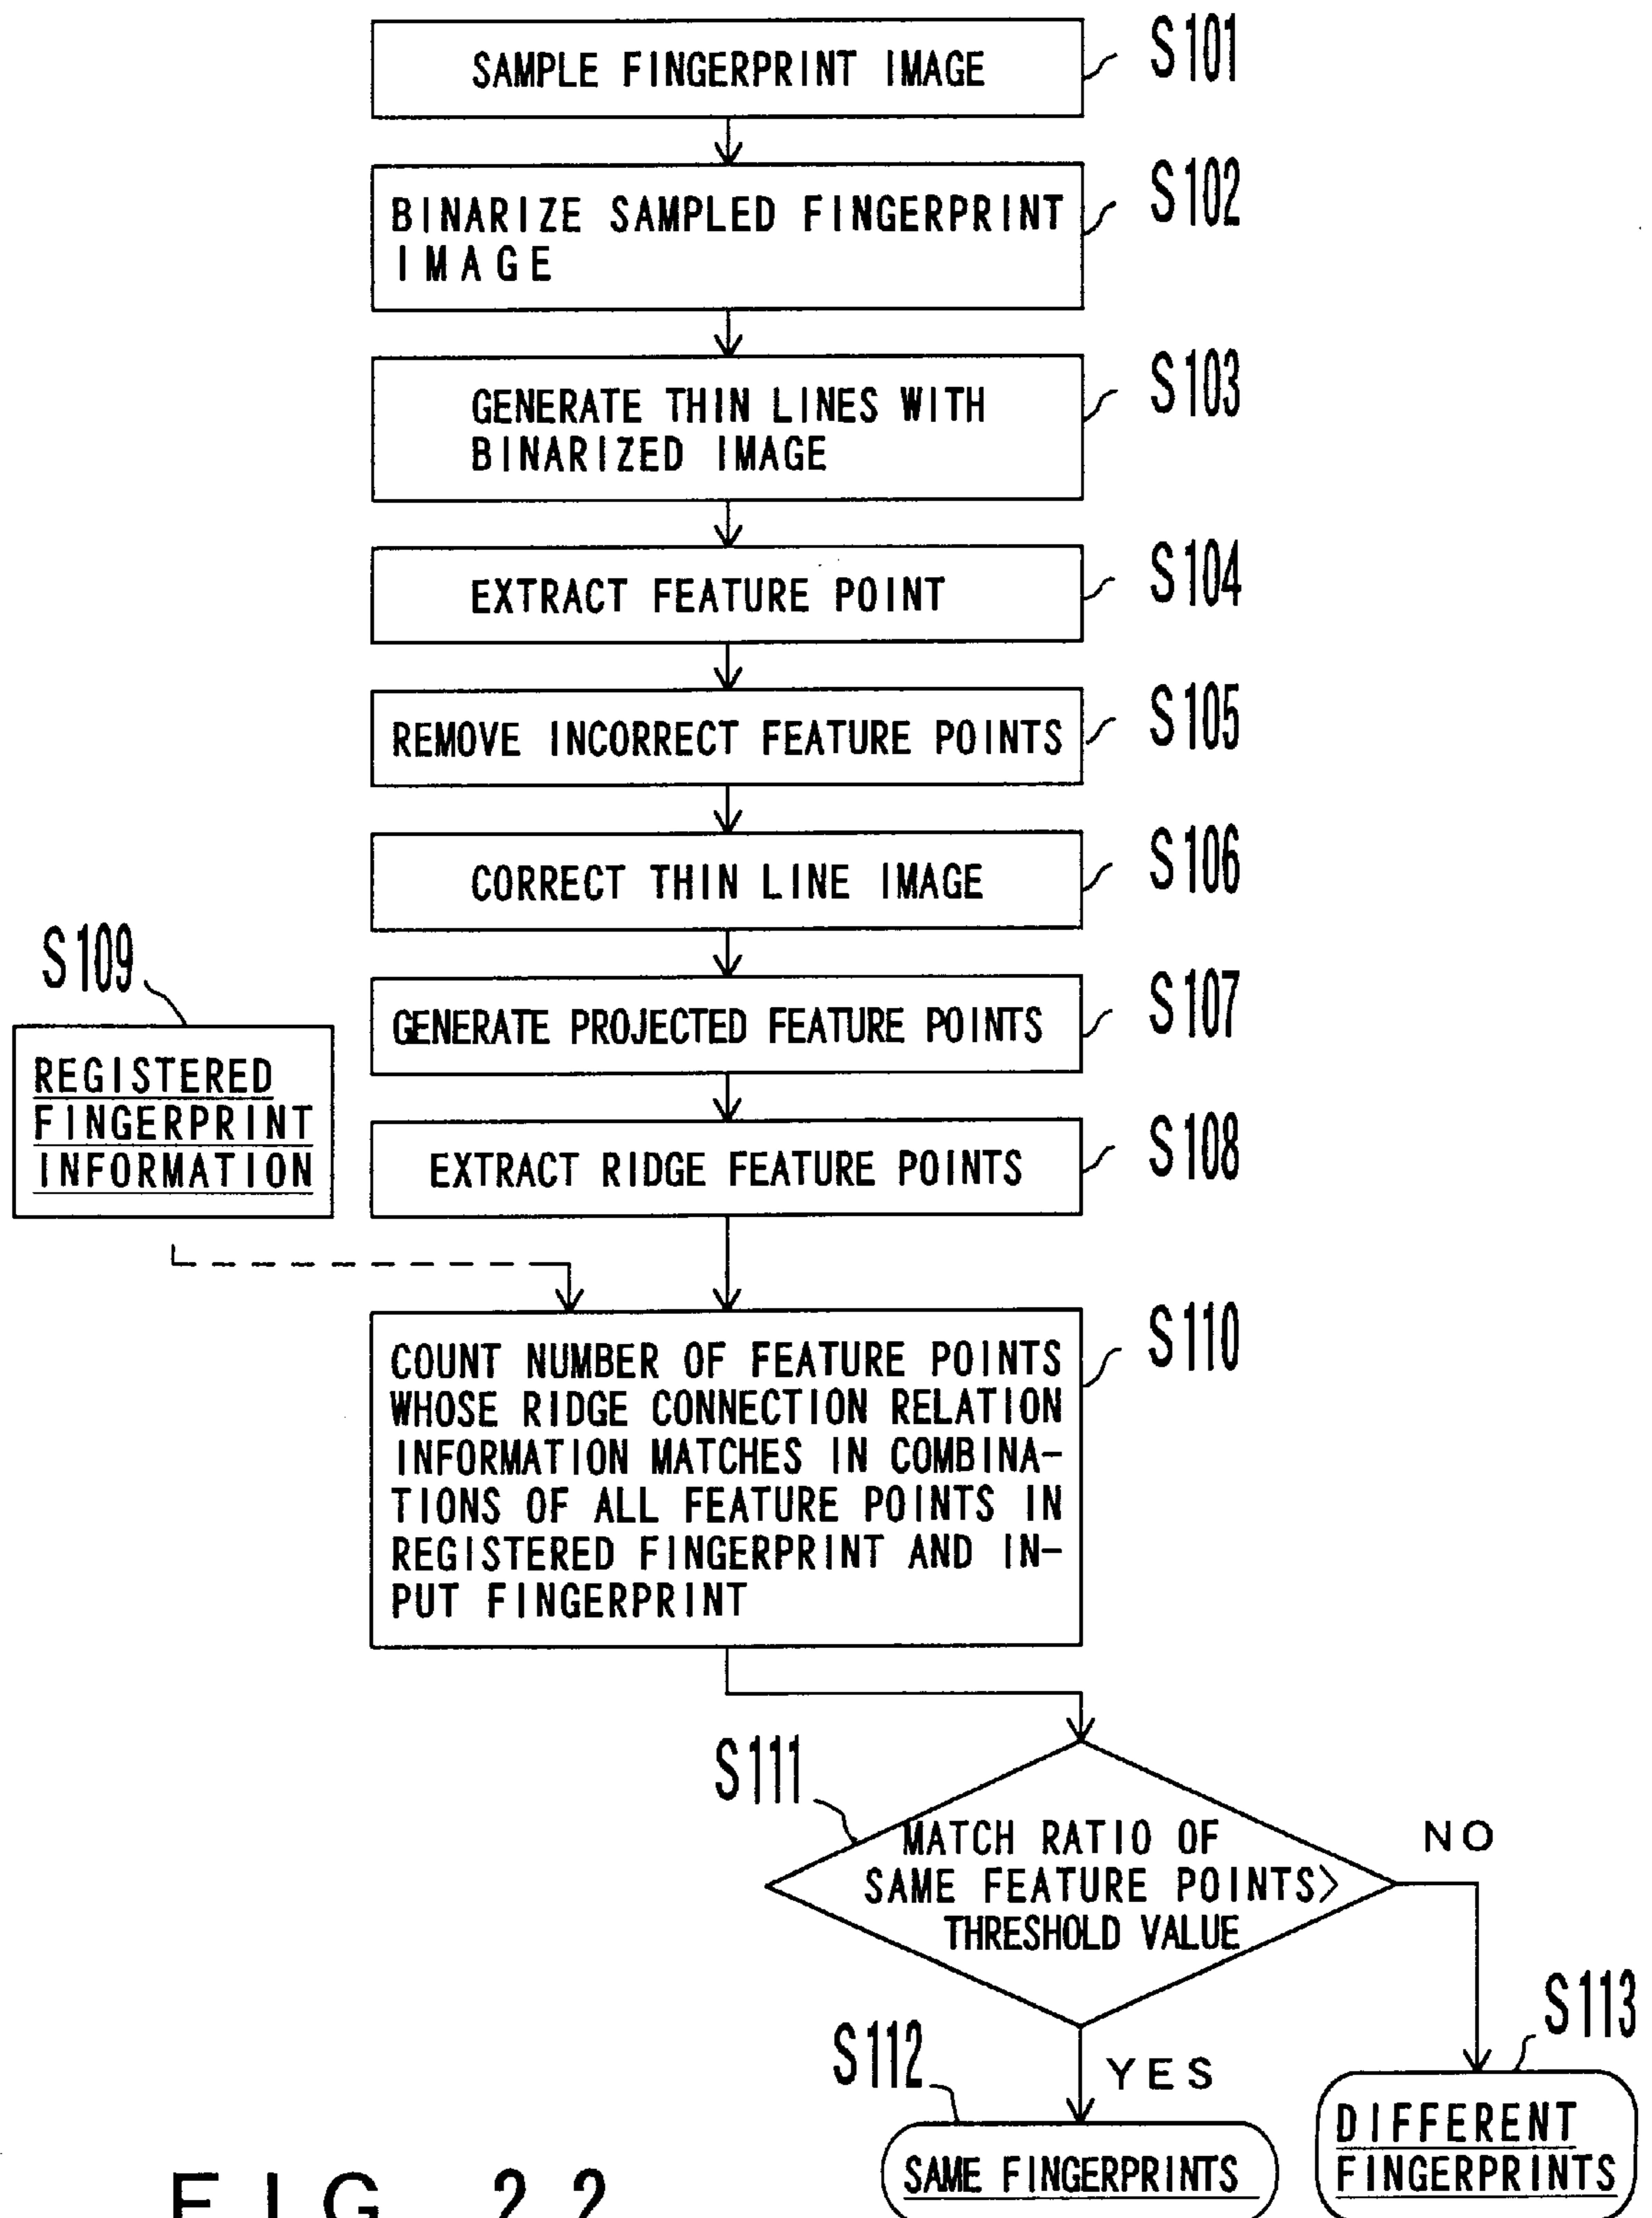 SAMPLE FINGERPRINT IMAGE
S101
BINARIZE SAMPLED FINGERPRINT
IMAGE
S102
GENERATE THIN LINES WITH
BINARIZED IMAGE
S103
EXTRACT FEATURE POINT
S104
REMOVE INCORRECT FEATURE POINTS
S105
CORRECT THIN LINE IMAGE
S106
GENERATE PROJECTED FEATURE POINTS
S107
EXTRACT RIDGE FEATURE POINTS
S108
S109
REGISTERED
FINGERPRINT
INFORMATION
COUNT NUMBER OF FEATURE POINTS
WHOSE RIDGE CONNECTION RELATION
INFORMATION MATCHES IN COMBINA-
TIONS OF ALL FEATURE POINTS IN
REGISTERED FINGERPRINT AND IN-
PUT FINGERPRINT
S110
S111
MATCH RATIO OF
SAME FEATURE POINTS>
THRESHOLD VALUE
NO
YES
S112
SAME FINGERPRINTS
S113
DIFFERENT
FINGERPRINTS
FIG. 22